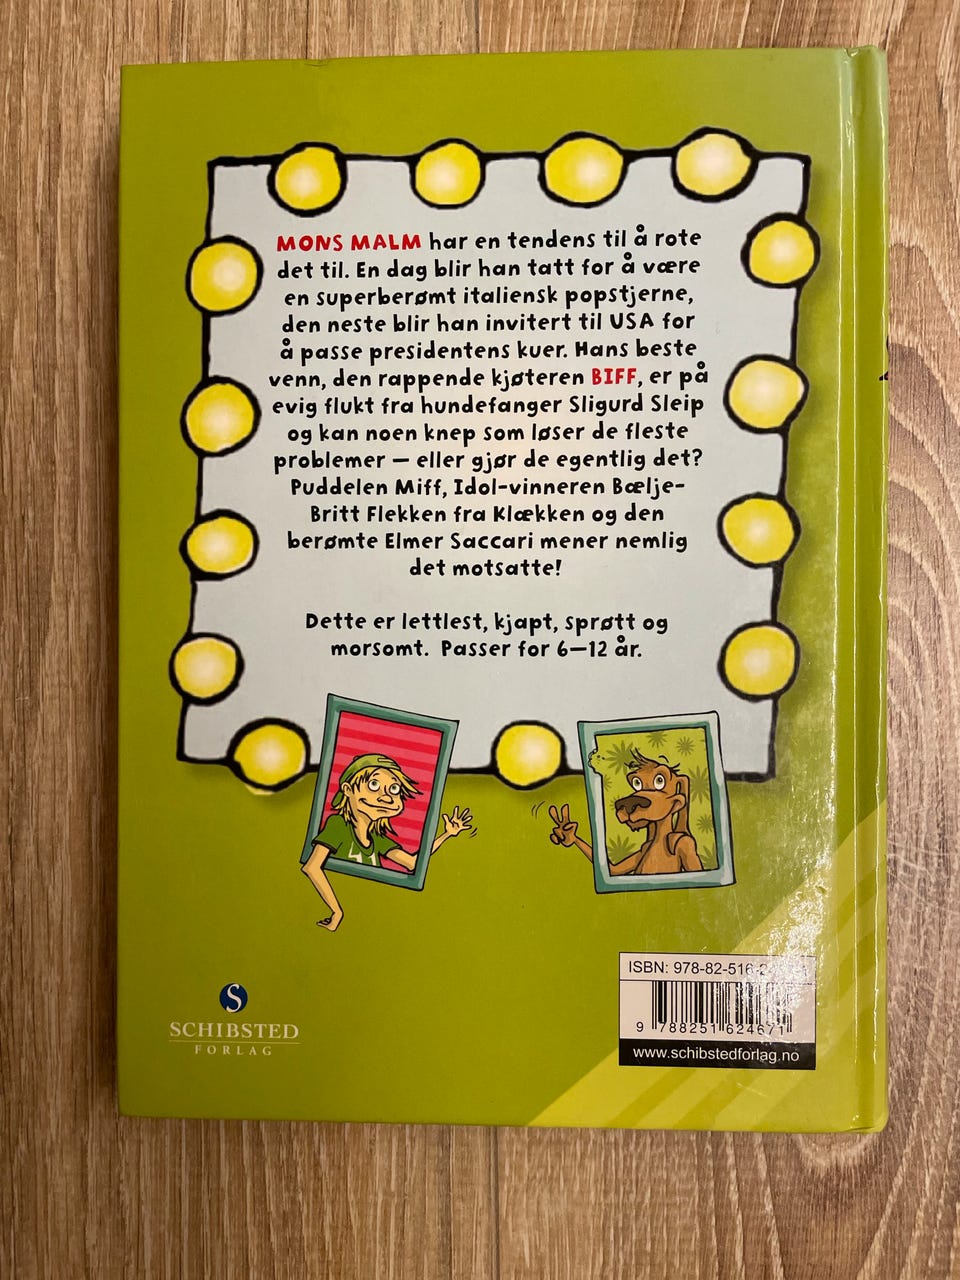 MONS MALM har en tendens til å rote
det til. En dag blir han tatt for å være
en superberømt italiensk popstjerne,
den neste blir han invitert til USA for
å passe presidentens kuer. Hans beste
venn, den rappende kjøteren BIFF, er på
evig flukt fra hundefanger Sligurd Sleip
og kan noen knep som løser de fleste
problemer – eller gjør de egentlig det?
Puddelen Miff, Idol-vinneren Bælje-
Britt Flekken fra Klækken og den
berømte Elmer Saccari mener nemlig
det motsatte!
Dette er lettlest, kjapt, sprøtt og
morsomt. Passer for 6–12 år.
S
SCHIBSTED
FORLAG
ISBN: 978-82-516
9 788251 624671
www.schibstedforlag.no